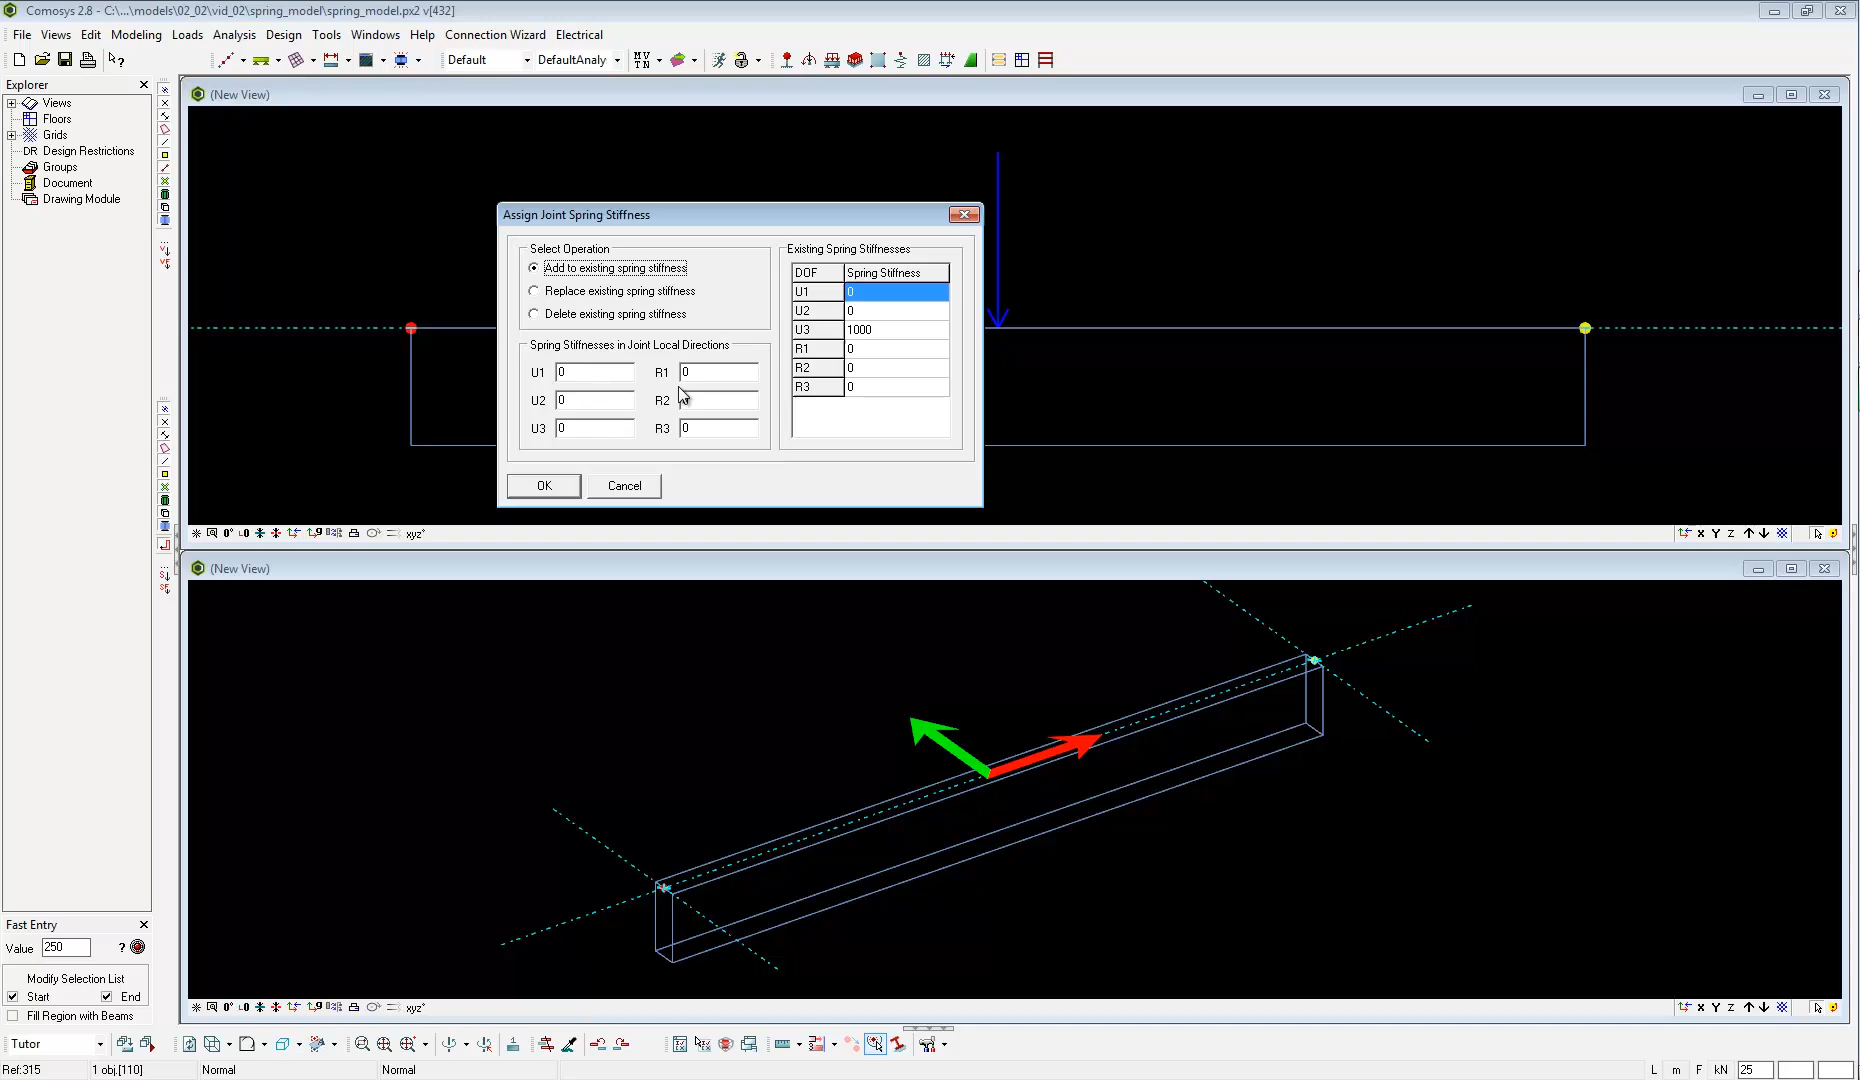 Comosys 2.8 - C:\...\models\02_02\vid_02\spring_model\spring_model.px2 v[432]
File Views Edit Modeling Loads Analysis Design Tools Windows Help Connection Wizard Electrical
Default DefaultAnaly MV TN
Explorer
Views
Floors
Grids
DR Design Restrictions
Groups
Document
Drawing Module
(New View)
Assign Joint Spring Stiffness
Select Operation
Add to existing spring stiffness
Replace existing spring stiffness
Delete existing spring stiffness
Spring Stiffnesses in Joint Local Directions
U1 0 R1 0
U2 0 R2
U3 0 R3 0
Existing Spring Stiffnesses
DOF Spring Stiffness
U1 0
U2 0
U3 1000
R1 0
R2 0
R3 0
OK Cancel
xyz°
X Y Z
(New View)
xyz°
X Y Z
Fast Entry
Value 250 ?
Modify Selection List
Start End
Fill Region with Beams
Tutor
Ref:315 1 obj.[110] Normal Normal L m F kN 25